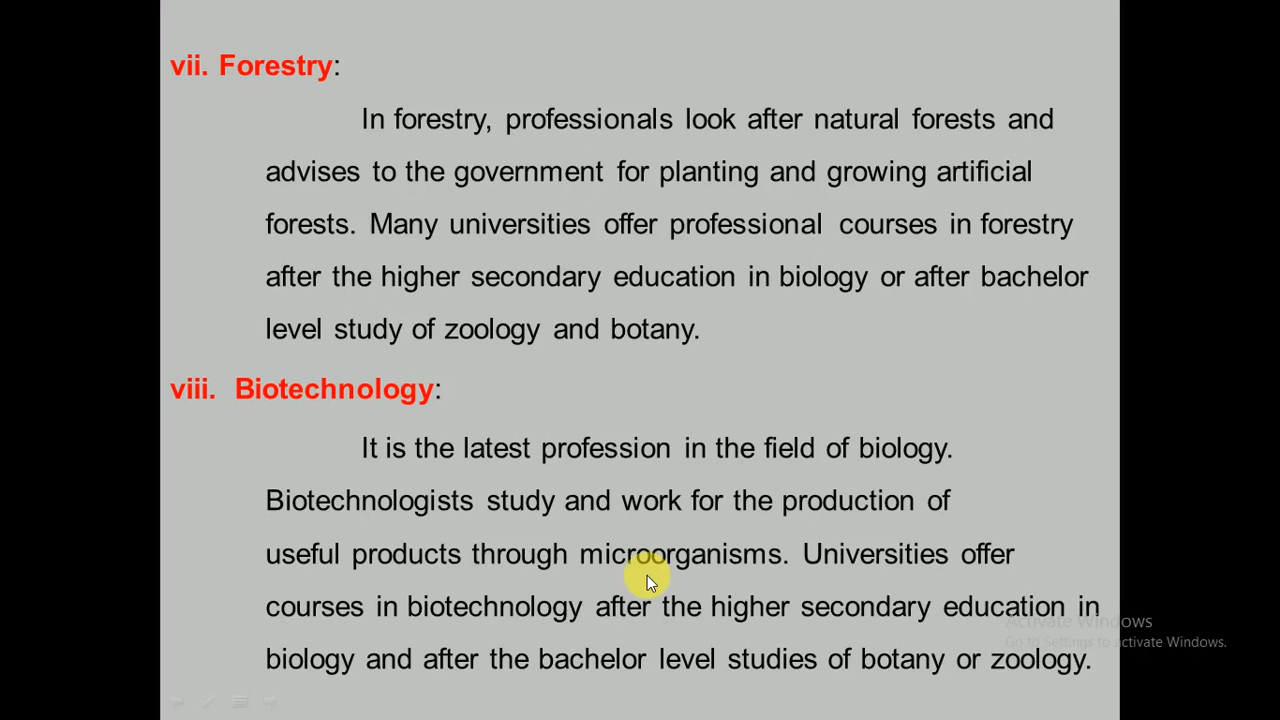 vii. Forestry:
In forestry, professionals look after natural forests and
advises to the government for planting and growing artificial
forests. Many universities offer professional courses in forestry
after the higher secondary education in biology or after bachelor
level study of zoology and botany.
viii. Biotechnology:
It is the latest profession in the field of biology.
Biotechnologists study and work for the production of
useful products through microorganisms. Universities offer
courses in biotechnology after the higher secondary education in
biology and after the bachelor level studies of botany or zoology.
Activate Windows
Go to Settings to activate Windows.